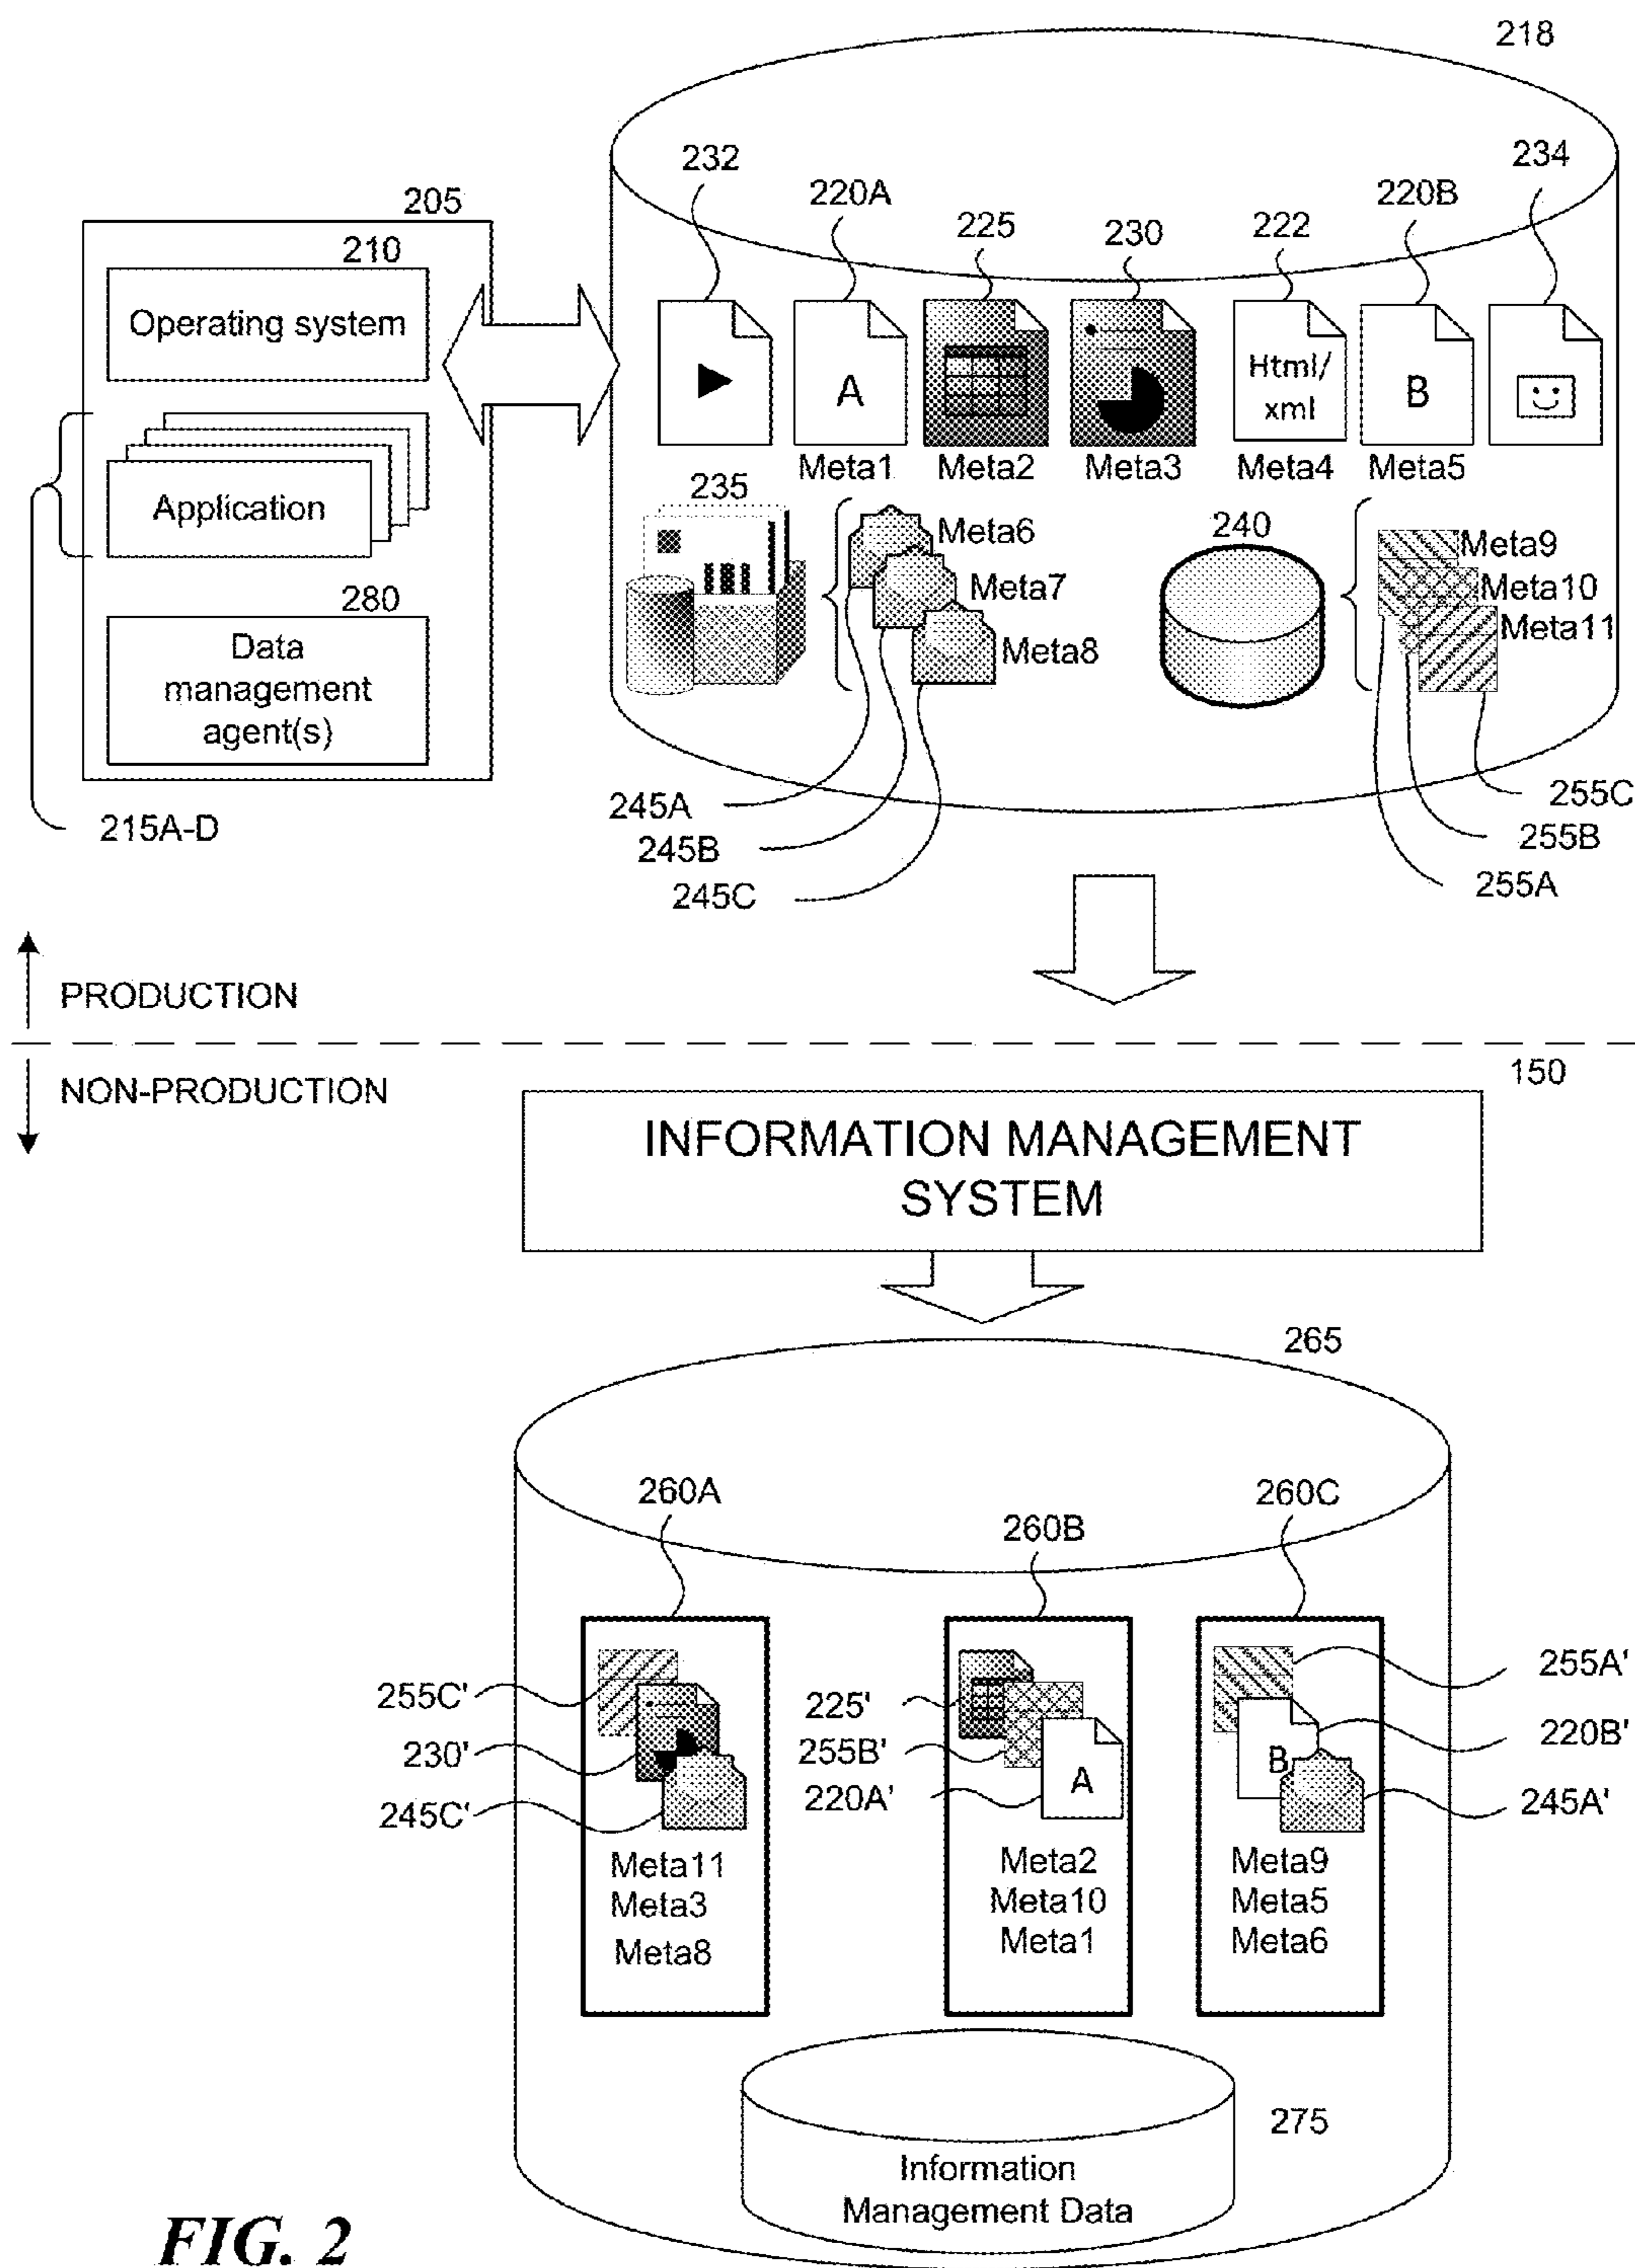 218
232
220A
225
230
222
220B
234
205
210
Operating system
Application
280
Data
management
agent(s)
215A-D
A
Html/
xml
B
Meta1
Meta2
Meta3
Meta4
Meta5
235
Meta6
Meta7
Meta8
240
Meta9
Meta10
Meta11
245A
245B
245C
255C
255B
255A
PRODUCTION
NON-PRODUCTION
150
INFORMATION MANAGEMENT
SYSTEM
265
260A
260B
260C
255C'
230'
245C'
Meta11
Meta3
Meta8
225'
255B'
220A'
A
Meta2
Meta10
Meta1
255A'
220B'
245A'
B
Meta9
Meta5
Meta6
275
Information
Management Data
FIG. 2